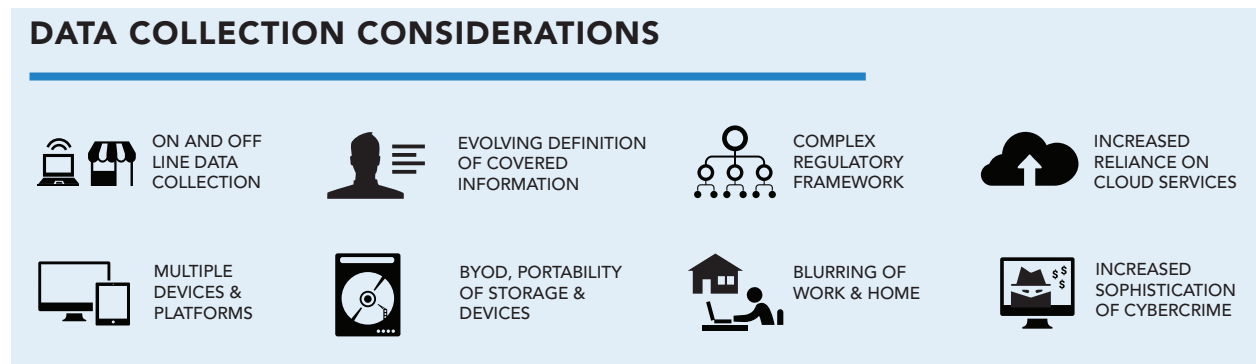 DATA COLLECTION CONSIDERATIONS
ON AND OFF
LINE DATA
COLLECTION
EVOLVING DEFINITION
OF COVERED
INFORMATION
COMPLEX
REGULATORY
FRAMEWORK
INCREASED
RELIANCE ON
CLOUD SERVICES
MULTIPLE
DEVICES &
PLATFORMS
BYOD, PORTABILITY
OF STORAGE &
DEVICES
BLURRING OF
WORK & HOME
$$
$
INCREASED
SOPHISTICATION
OF CYBERCRIME